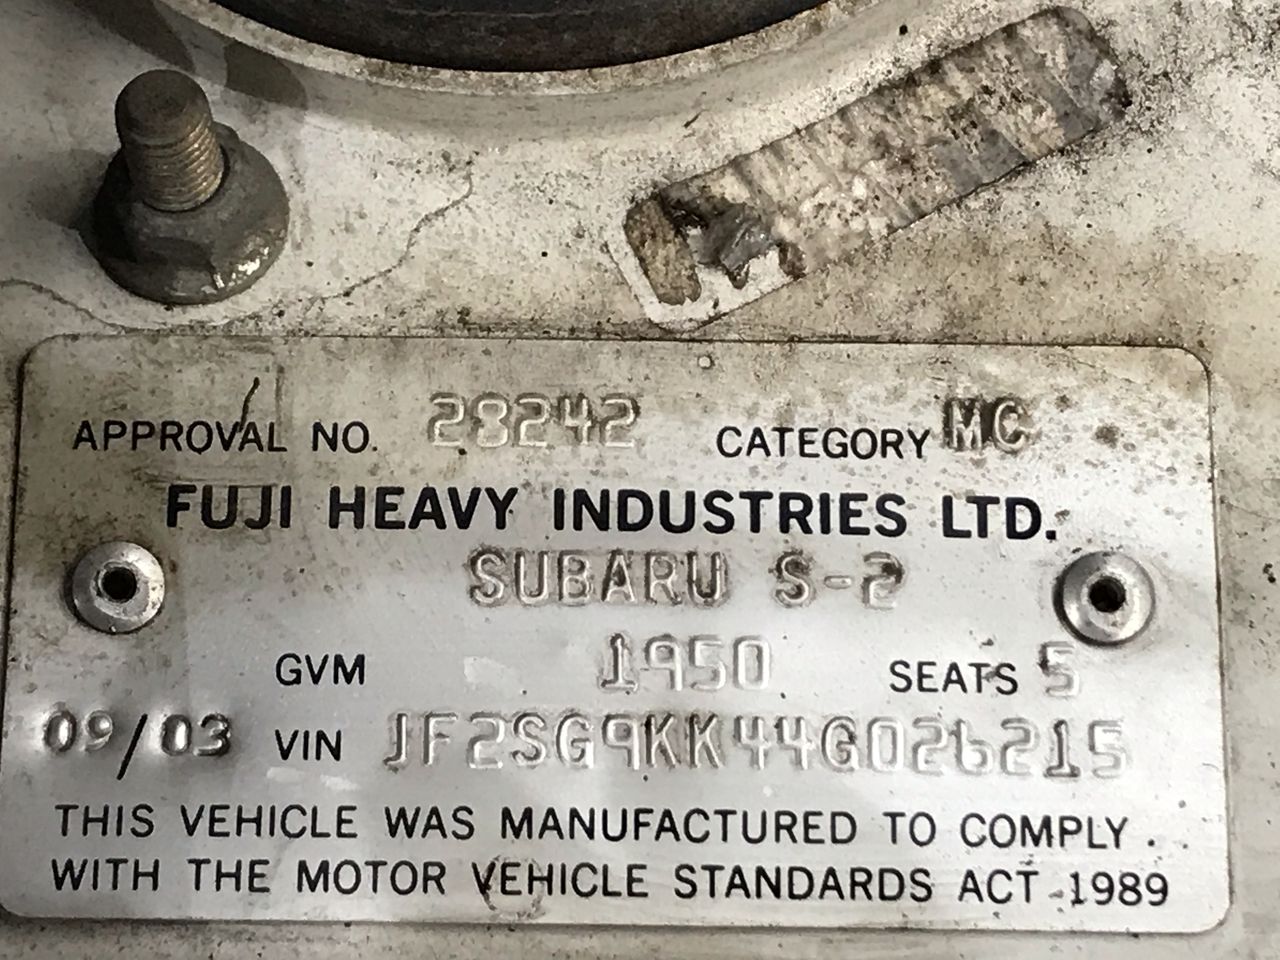 APPROVAL NO. 28242 CATEGORY MC
FUJI HEAVY INDUSTRIES LTD.
SUBARU S-2
GVM 1950 SEATS 5
09/03 VIN JF2SG9KK44G026215
THIS VEHICLE WAS MANUFACTURED TO COMPLY
WITH THE MOTOR VEHICLE STANDARDS ACT 1989